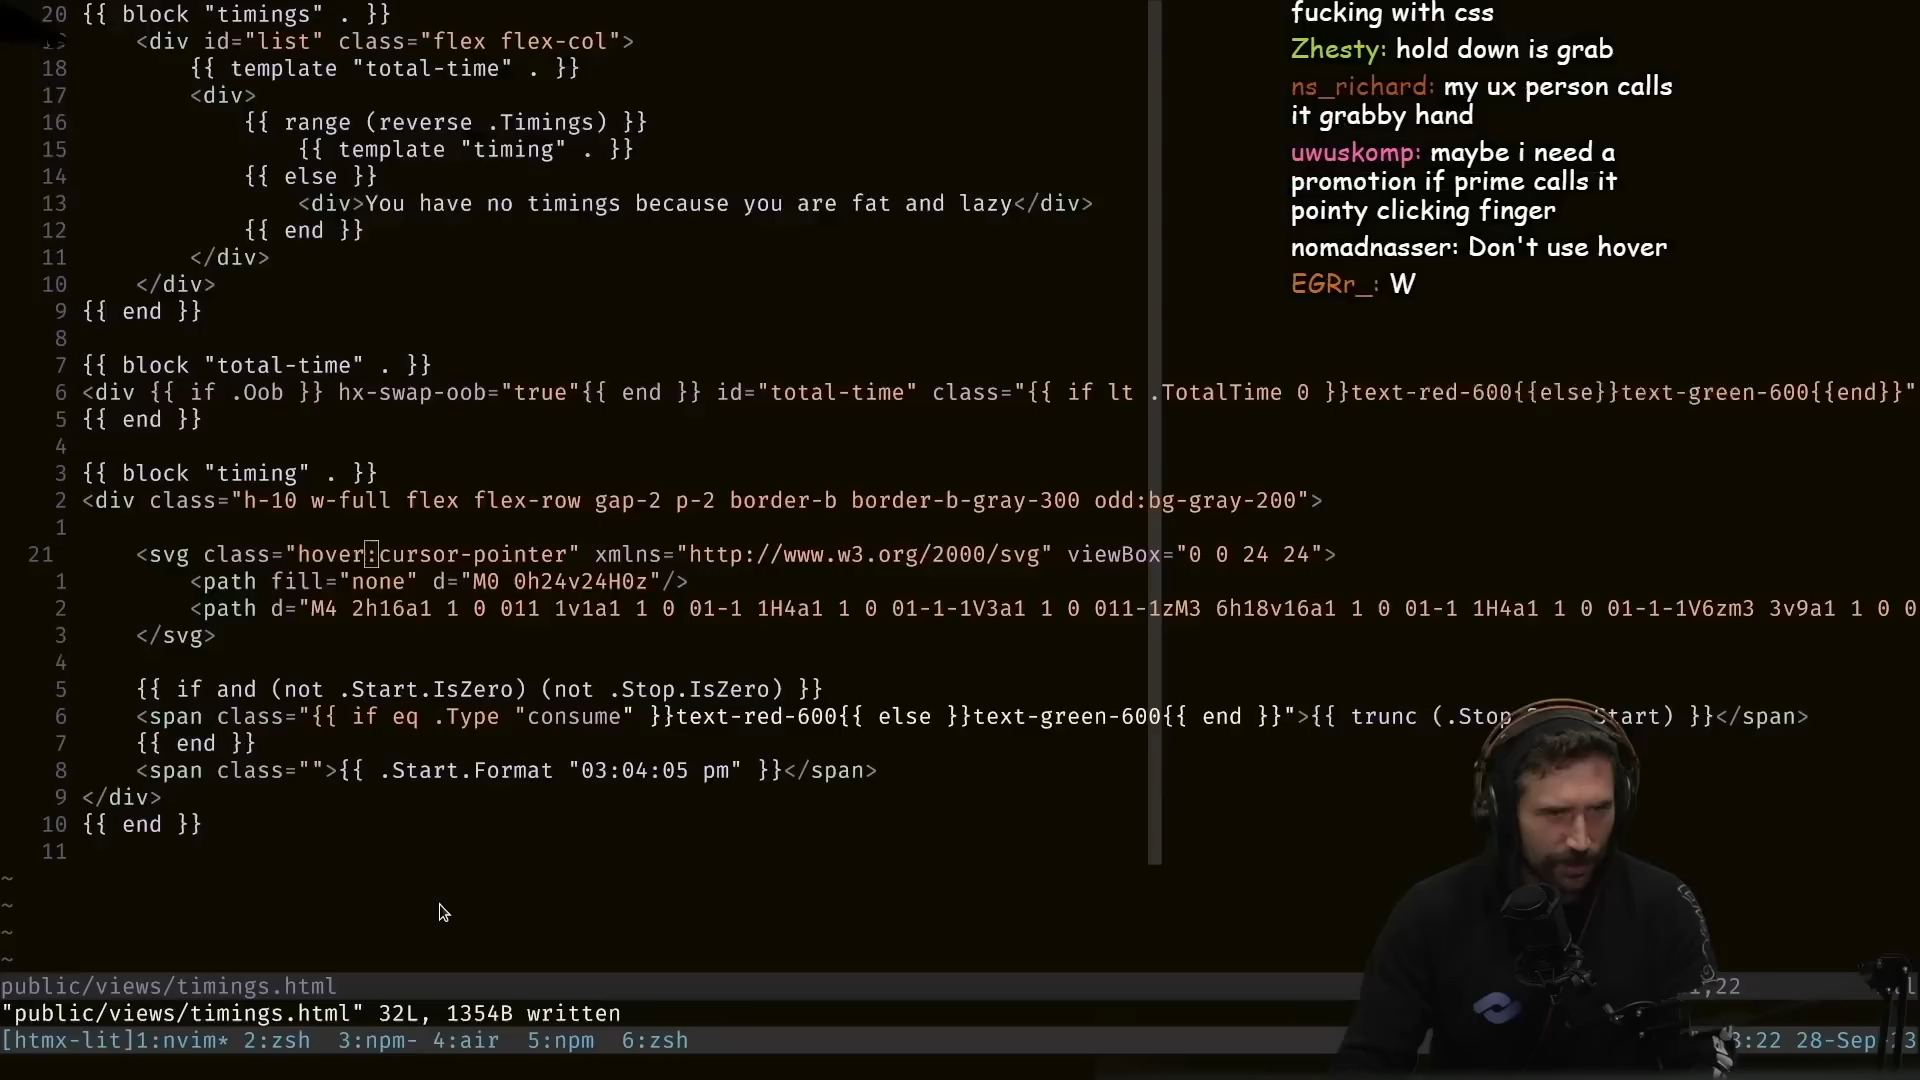 20 {{ block "timings" . }}
19 <div id="list" class="flex flex-col">
18 {{ template "total-time" . }}
17 <div>
16 {{ range (reverse .Timings) }}
15 {{ template "timing" . }}
14 {{ else }}
13 <div>You have no timings because you are fat and lazy</div>
12 {{ end }}
11 </div>
10 </div>
9 {{ end }}
8
7 {{ block "total-time" . }}
6 <div {{ if .Oob }} hx-swap-oob="true"{{ end }} id="total-time" class="{{ if lt .TotalTime 0 }}text-red-600{{else}}text-green-600{{end}}"
5 {{ end }}
4
3 {{ block "timing" . }}
2 <div class="h-10 w-full flex flex-row gap-2 p-2 border-b border-b-gray-300 odd:bg-gray-200">
1
21 <svg class="hover:cursor-pointer" xmlns="http://www.w3.org/2000/svg" viewBox="0 0 24 24">
1 <path fill="none" d="M0 0h24v24H0z"/>
2 <path d="M4 2h16a1 1 0 011 1v1a1 1 0 01-1 1H4a1 1 0 01-1-1V3a1 1 0 011-1zM3 6h18v16a1 1 0 01-1 1H4a1 1 0 01-1-1V6zm3 3v9a1 1 0 0
3 </svg>
4
5 {{ if and (not .Start.IsZero) (not .Stop.IsZero) }}
6 <span class="{{ if eq .Type "consume" }}text-red-600{{ else }}text-green-600{{ end }}">{{ trunc (.Stop Start) }}</span>
7 {{ end }}
8 <span class="">{{ .Start.Format "03:04:05 pm" }}</span>
9 </div>
10 {{ end }}
11
~
~
~
~
public/views/timings.html ,22
"public/views/timings.html" 32L, 1354B written
[htmx-lit]1:nvim* 2:zsh 3:npm- 4:air 5:npm 6:zsh :22 28-Sep 23
fucking with css
Zhesty: hold down is grab
ns_richard: my ux person calls
it grabby hand
uwuskomp: maybe i need a
promotion if prime calls it
pointy clicking finger
nomadnasser: Don't use hover
EGRr_: W